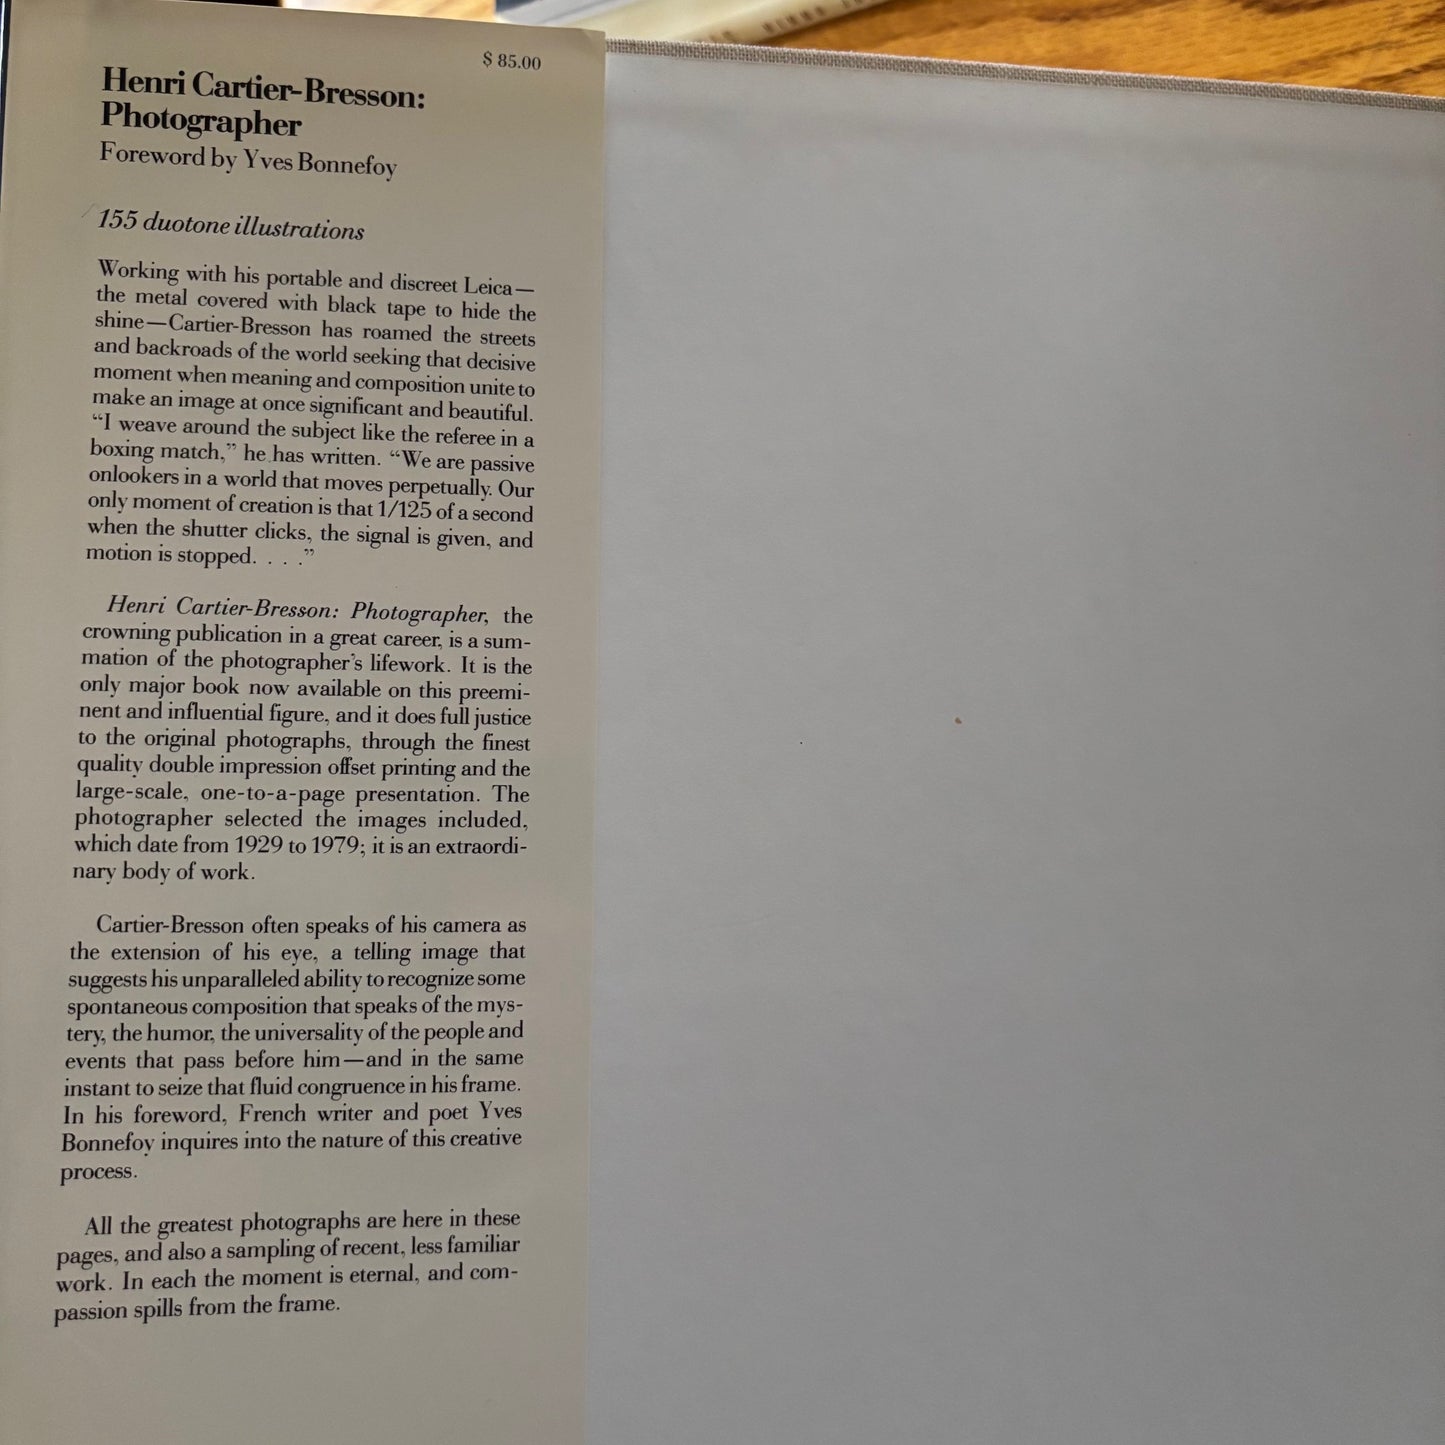 $ 85.00
Henri Cartier-Bresson:
Photographer
Foreword by Yves Bonnefoy
155 duotone illustrations
Working with his portable and discreet Leica—
the metal covered with black tape to hide the
shine—Cartier-Bresson has roamed the streets
and backroads of the world seeking that decisive
moment when meaning and composition unite to
make an image at once significant and beautiful.
“I weave around the subject like the referee in a
boxing match,” he has written. “We are passive
onlookers in a world that moves perpetually. Our
only moment of creation is that 1/125 of a second
when the shutter clicks, the signal is given, and
motion is stopped. . . .”
Henri Cartier-Bresson: Photographer, the
crowning publication in a great career, is a sum-
mation of the photographer’s lifework. It is the
only major book now available on this preemi-
nent and influential figure, and it does full justice
to the original photographs, through the finest
quality double impression offset printing and the
large-scale, one-to-a-page presentation. The
photographer selected the images included,
which date from 1929 to 1979; it is an extraordi-
nary body of work.
Cartier-Bresson often speaks of his camera as
the extension of his eye, a telling image that
suggests his unparalleled ability to recognize some
spontaneous composition that speaks of the mys-
tery, the humor, the universality of the people and
events that pass before him—and in the same
instant to seize that fluid congruence in his frame.
In his foreword, French writer and poet Yves
Bonnefoy inquires into the nature of this creative
process.
All the greatest photographs are here in these
pages, and also a sampling of recent, less familiar
work. In each the moment is eternal, and com-
passion spills from the frame.